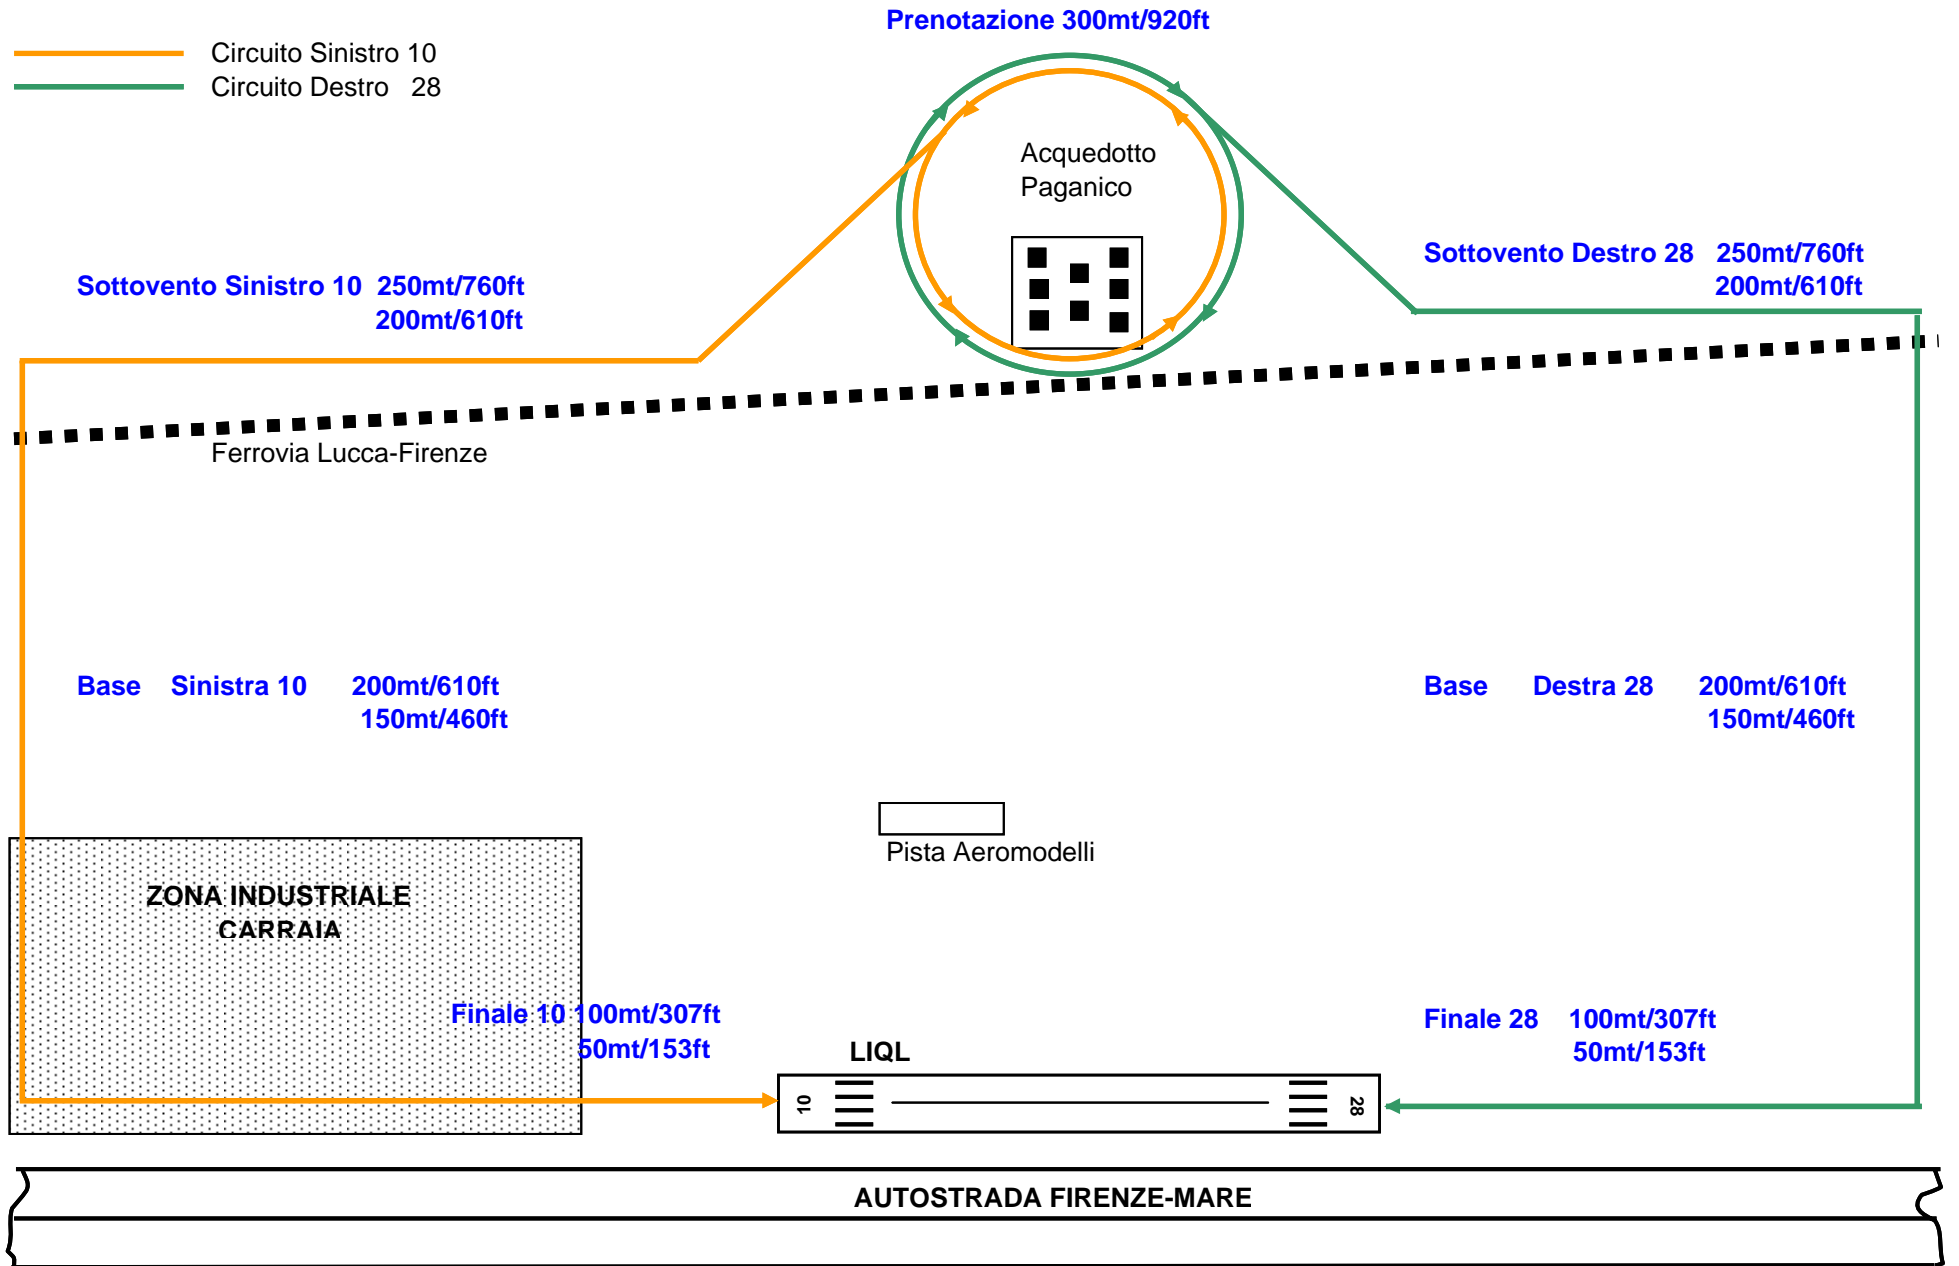 Prenotazione 300mt/920ft
Circuito Sinistro 10
Circuito Destro 28
Acquedotto
Paganico
Sottovento Sinistro 10 250mt/760ft
200mt/610ft
Sottovento Destro 28 250mt/760ft
200mt/610ft
Ferrovia Lucca-Firenze
Base Sinistra 10 200mt/610ft
150mt/460ft
Base Destra 28 200mt/610ft
150mt/460ft
Pista Aeromodelli
ZONA INDUSTRIALE
CARRAIA
Finale 10 100mt/307ft
50mt/153ft
Finale 28 100mt/307ft
50mt/153ft
LIQL
10
28
AUTOSTRADA FIRENZE-MARE